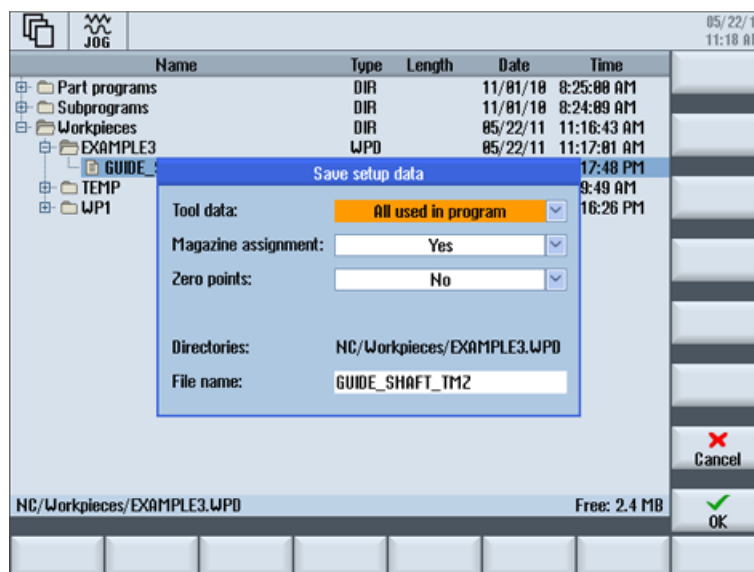 JOG
05/22/1
11:18 A
Name Type Length Date Time
Part programs DIR 11/01/10 8:25:00 AM
Subprograms DIR 11/01/10 8:24:09 AM
Workpieces DIR 05/22/11 11:16:43 AM
EXAMPLE3 WPD 05/22/11 11:17:01 AM
GUIDE_ 17:48 PM
TEMP 9:49 AM
WP1 16:26 PM
Save setup data
Tool data: All used in program
Magazine assignment: Yes
Zero points: No
Directories: NC/Workpieces/EXAMPLE3.WPD
File name: GUIDE_SHAFT_TMZ
Cancel
NC/Workpieces/EXAMPLE3.WPD Free: 2.4 MB
OK